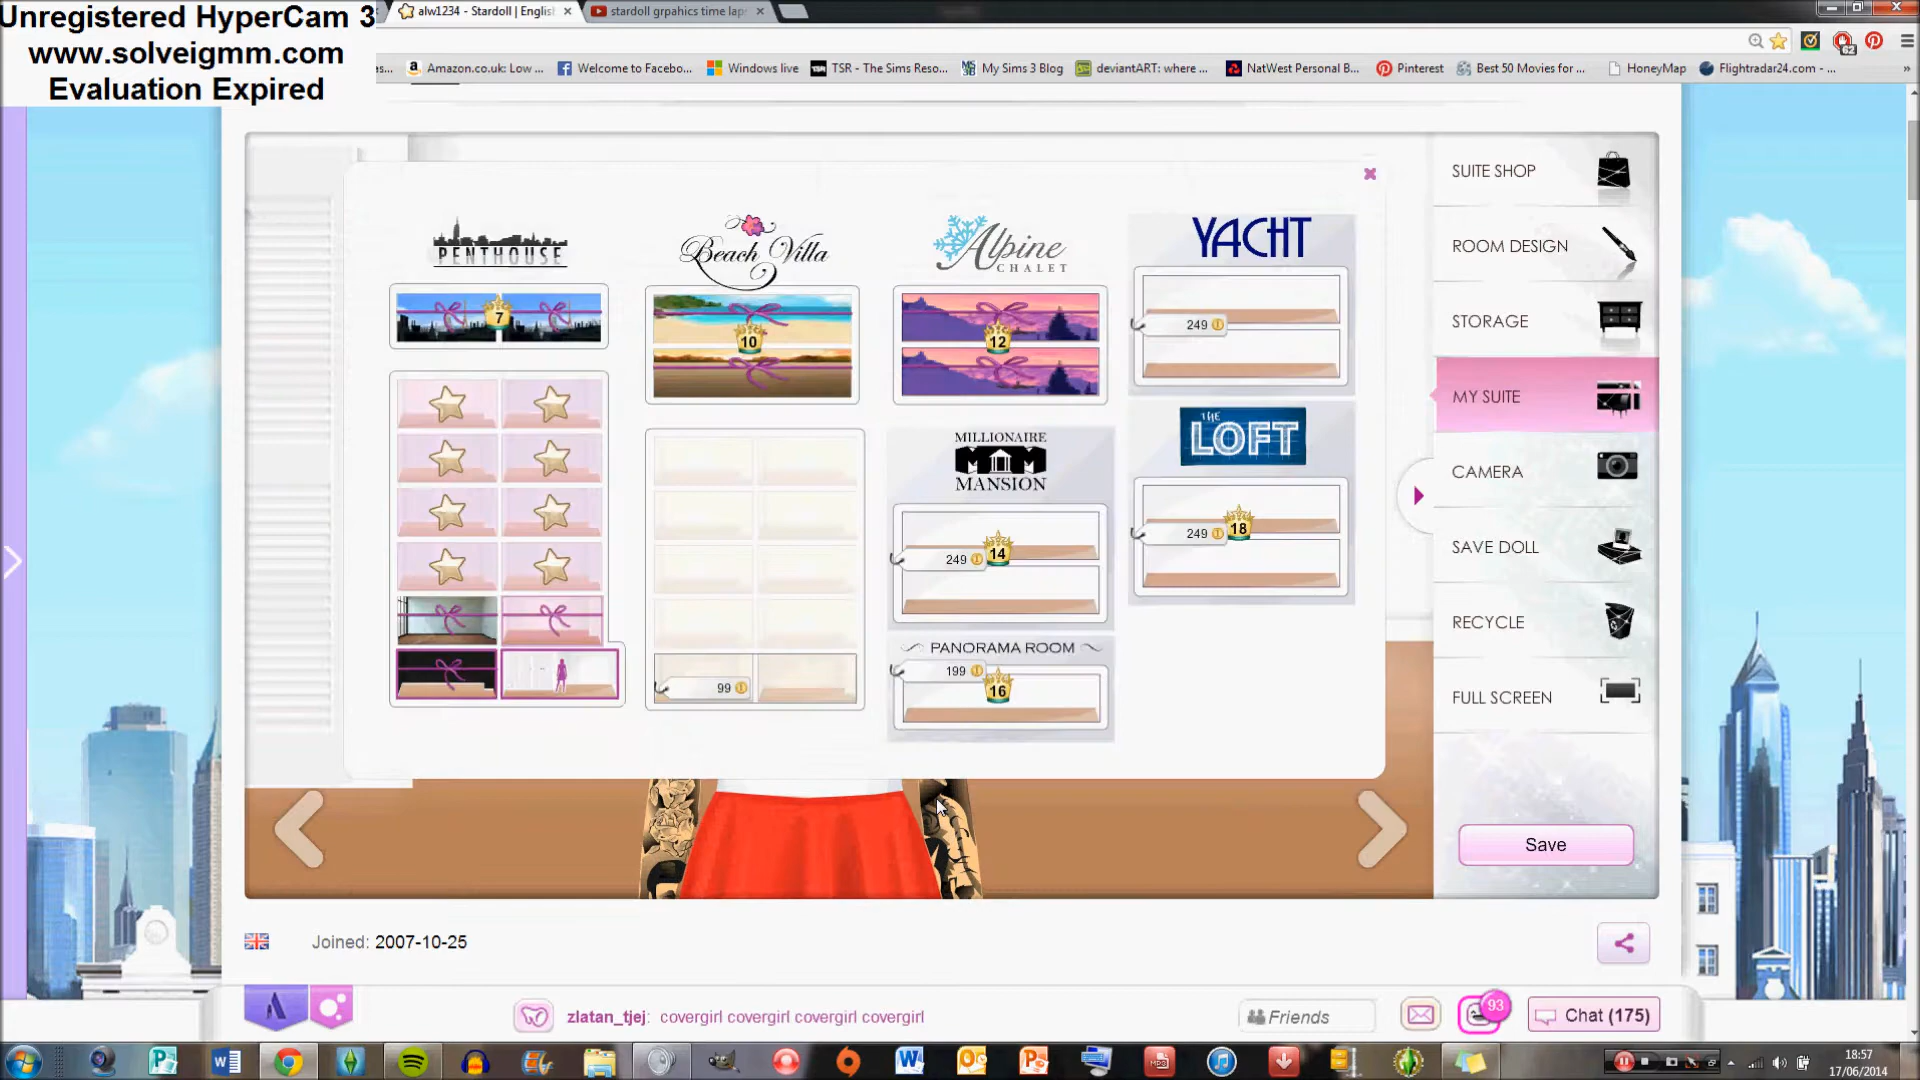 Unregistered HyperCam 3
www.solveigmm.com
Evaluation Expired
alw1234 - Stardoll | Englis
stardoll grpahics time laps
62
as...
Amazon.co.uk: Low ...
Welcome to Facebo...
Windows live
TSR - The Sims Reso...
My Sims 3 Blog
deviantART: where ...
NatWest Personal B...
Pinterest
Best 50 Movies for ...
HoneyMap
Flightradar24.com - ...
»
PENTHOUSE
Beach Villa
Alpine
CHALET
YACHT
7
10
12
249
THE
LOFT
MILLIONAIRE
MANSION
249
14
249
18
PANORAMA ROOM
199
16
99
SUITE SHOP
ROOM DESIGN
STORAGE
MY SUITE
CAMERA
SAVE DOLL
RECYCLE
FULL SCREEN
Save
Joined: 2007-10-25
zlatan_tjej: covergirl covergirl covergirl covergirl
Friends
93
Chat (175)
18:57
17/06/2014